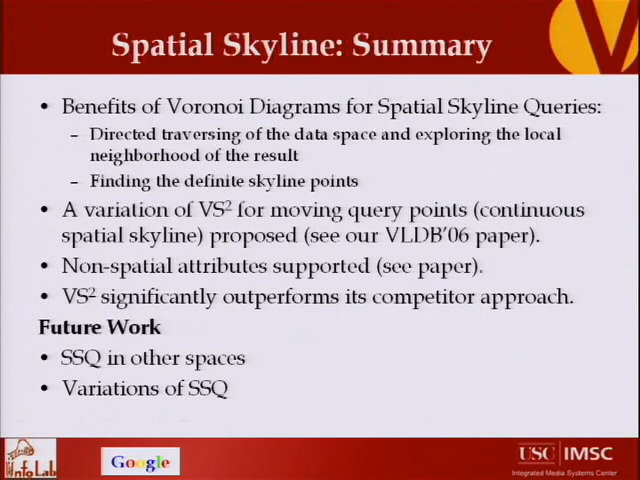 Spatial Skyline: Summary
• Benefits of Voronoi Diagrams for Spatial Skyline Queries:
– Directed traversing of the data space and exploring the local
neighborhood of the result
– Finding the definite skyline points
• A variation of VS² for moving query points (continuous
spatial skyline) proposed (see our VLDB'06 paper).
• Non-spatial attributes supported (see paper).
• VS² significantly outperforms its competitor approach.
Future Work
• SSQ in other spaces
• Variations of SSQ
InfoLab
Google
USC IMSC
Integrated Media Systems Center